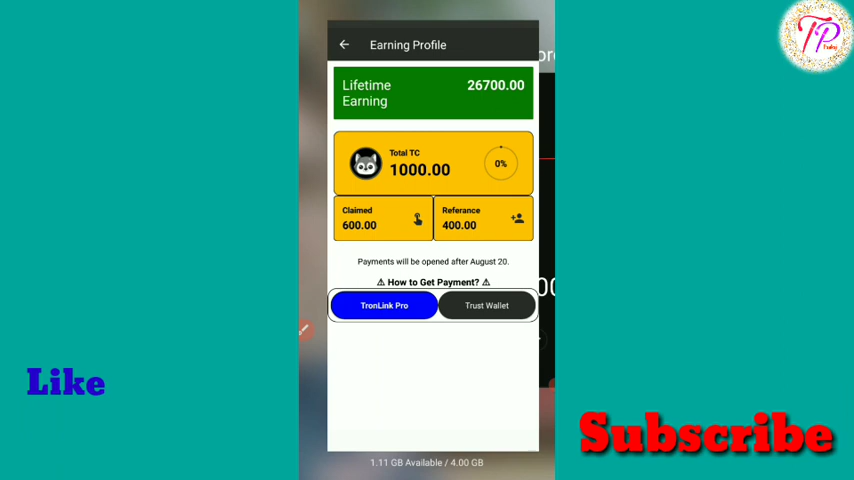 Earning Profile
Lifetime
Earning
26700.00
Total TC
1000.00
0%
Claimed
600.00
Referance
400.00
Payments will be opened after August 20.
⚠ How to Get Payment? ⚠
TronLink Pro
Trust Wallet
1.11 GB Available / 4.00 GB
Like
Subscribe
TP